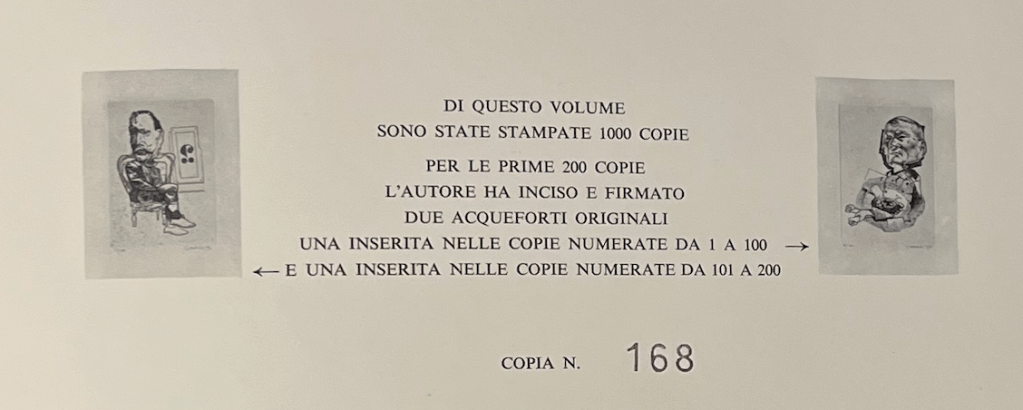 DI QUESTO VOLUME
SONO STATE STAMPATE 1000 COPIE
PER LE PRIME 200 COPIE
L'AUTORE HA INCISO E FIRMATO
DUE ACQUEFORTI ORIGINALI
UNA INSERITA NELLE COPIE NUMERATE DA 1 A 100 →
← E UNA INSERITA NELLE COPIE NUMERATE DA 101 A 200
COPIA N. 168